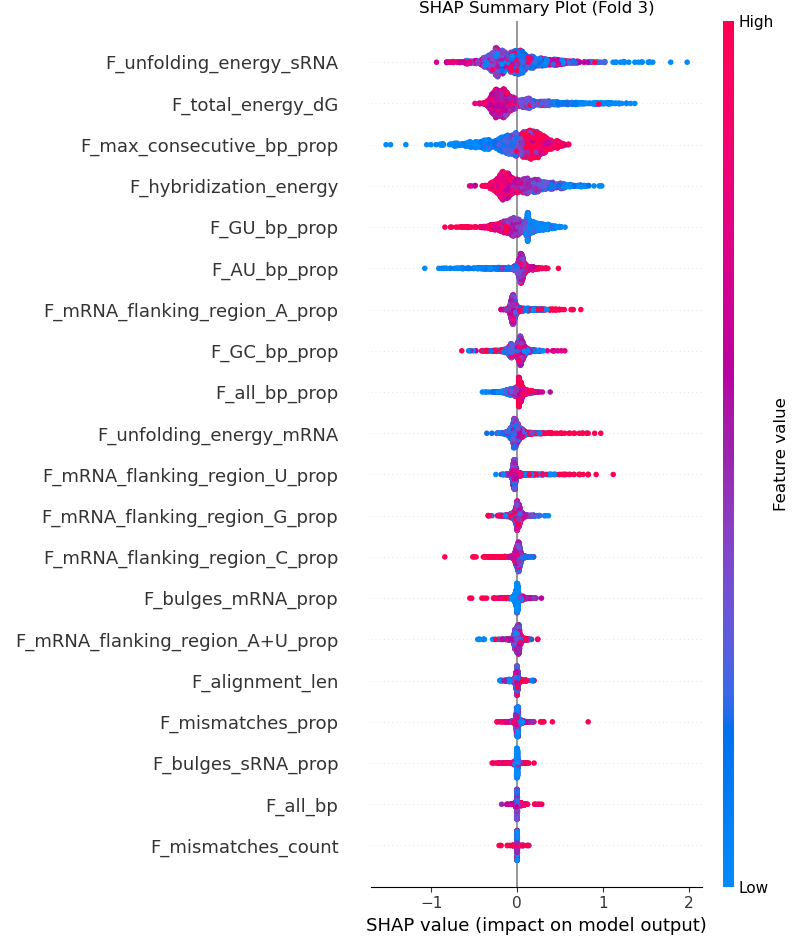 SHAP Summary Plot (Fold 3)
High
F_unfolding_energy_sRNA
F_total_energy_dG
F_max_consecutive_bp_prop
F_hybridization_energy
F_GU_bp_prop
F_AU_bp_prop
F_mRNA_flanking_region_A_prop
F_GC_bp_prop
F_all_bp_prop
F_unfolding_energy_mRNA
F_mRNA_flanking_region_U_prop
F_mRNA_flanking_region_G_prop
F_mRNA_flanking_region_C_prop
F_bulges_mRNA_prop
F_mRNA_flanking_region_A+U_prop
F_alignment_len
F_mismatches_prop
F_bulges_sRNA_prop
F_all_bp
F_mismatches_count
Feature value
Low
−1 0 1 2
SHAP value (impact on model output)